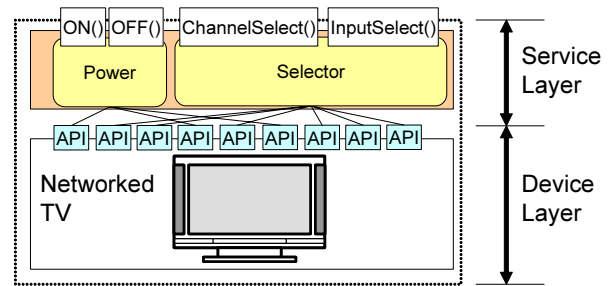 ON() OFF() ChannelSelect() InputSelect()
Power Selector
Service
Layer
API API API API API API API API API
Networked
TV
Device
Layer